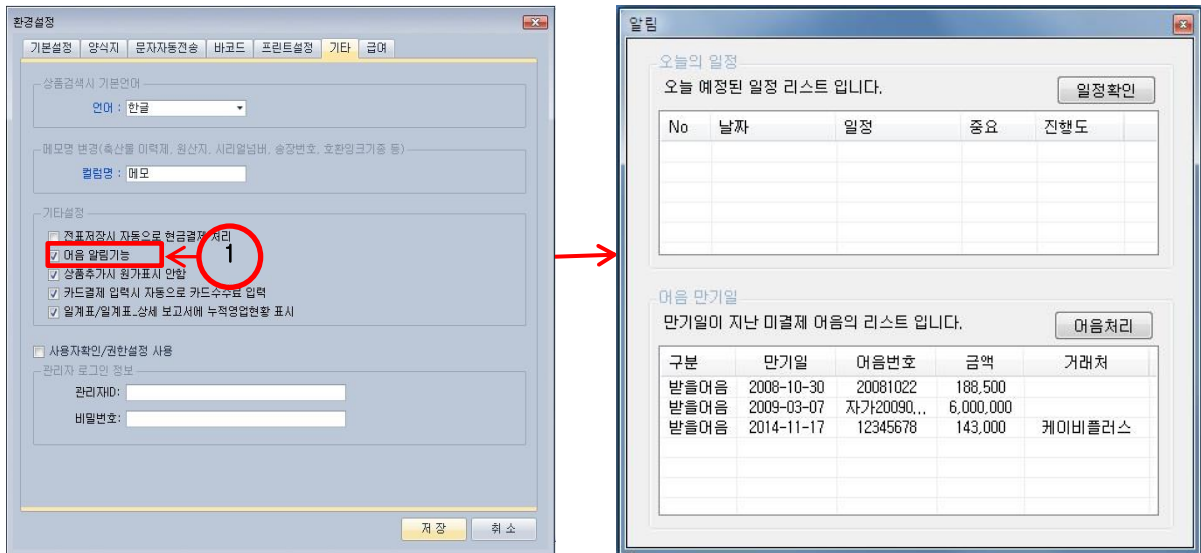 환경설정
기본설정 양식지 문자자동전송 바코드 프린트설정 기타 급여
상품검색시 기본언어
언어 : 한글
메모명 변경(축산물 이력제, 원산지, 시리얼넘버, 송장번호, 호환잉크기종 등)
컬럼명 : 메모
기타설정
전표저장시 자동으로 현금결제 처리
어음 알림기능
1
상품추가시 원가표시 안함
카드결제 입력시 자동으로 카드수수료 입력
일계표/일계표_상세 보고서에 누적영업현황 표시
사용자확인/권한설정 사용
관리자 로그인 정보
관리자ID:
비밀번호:
저 장 취 소
알림
오늘의 일정
오늘 예정된 일정 리스트 입니다.
일정확인
No 날짜 일정 중요 진행도
어음 만기일
만기일이 지난 미결제 어음의 리스트 입니다.
어음처리
구분 만기일 어음번호 금액 거래처
받을어음 2008-10-30 20081022 188,500
받을어음 2009-03-07 자가20090... 6,000,000
받을어음 2014-11-17 12345678 143,000 케이비플러스